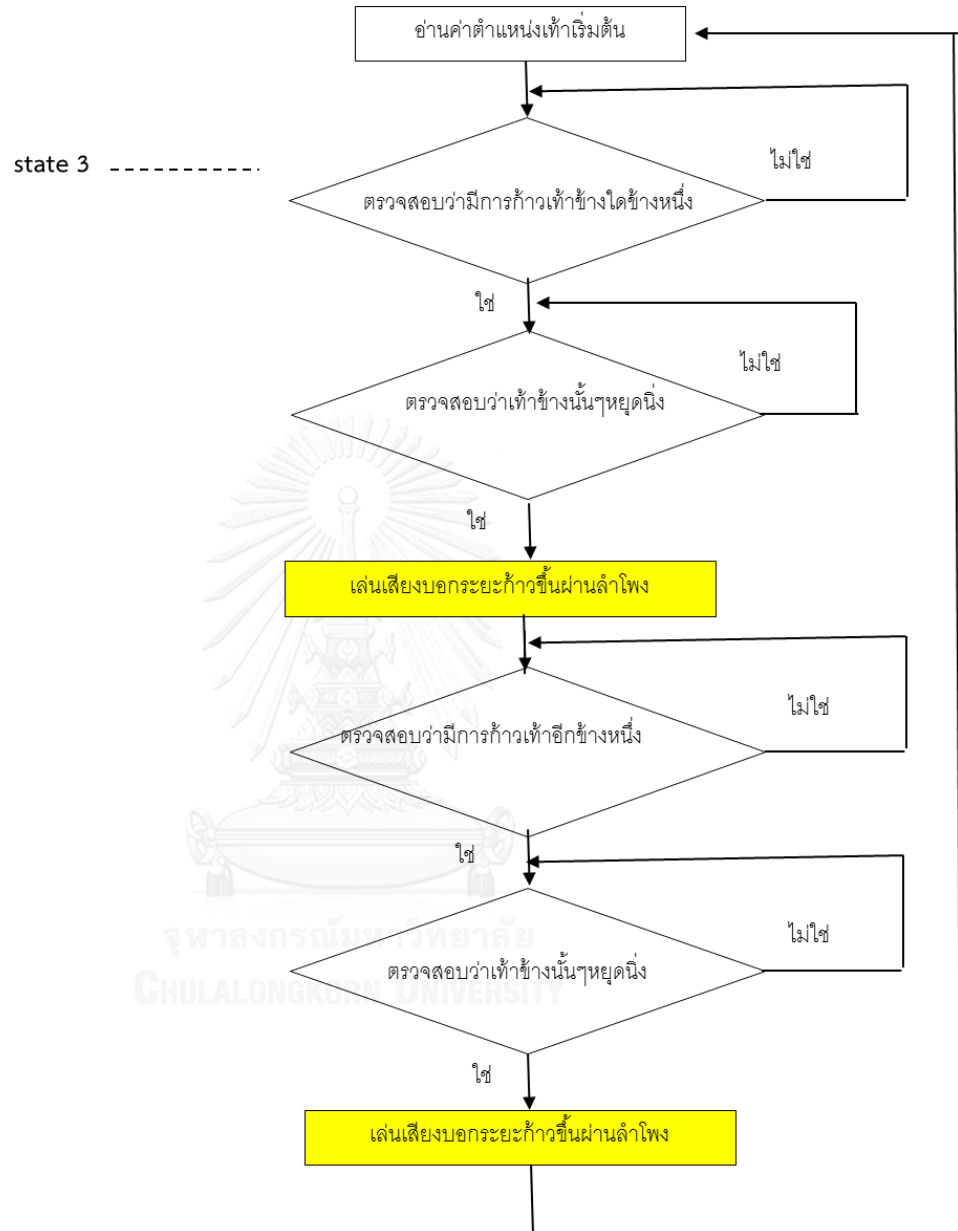 อ่านค่าตำแหน่งเท้าเริ่มต้น
state 3 -----------
ไม่ใช่
ตรวจสอบว่ามีการก้าวเท้าข้างใดข้างหนึ่ง
ใช่
ไม่ใช่
ตรวจสอบว่าเท้าข้างนั้นๆหยุดนิ่ง
ใช่
เล่นเสียงบอกระยะก้าวขึ้นผ่านลำโพง
ไม่ใช่
ตรวจสอบว่ามีการก้าวเท้าอีกข้างหนึ่ง
ใช่
ไม่ใช่
จุฬาลงกรณ์มหาวิทยาลัย
ตรวจสอบว่าเท้าข้างนั้นๆหยุดนิ่ง
CHULALONGKORN UNIVERSITY
ใช่
เล่นเสียงบอกระยะก้าวขึ้นผ่านลำโพง